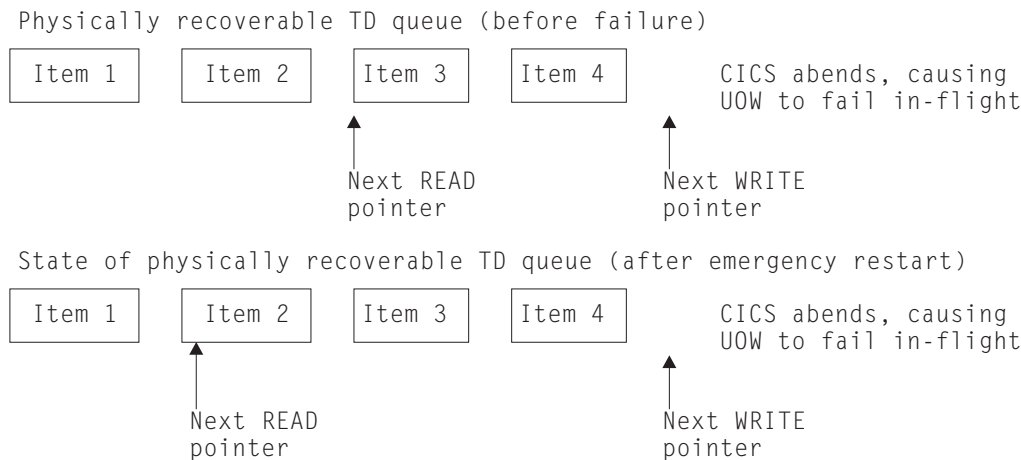 Physically recoverable TD queue (before failure)
Item 1 Item 2 Item 3 Item 4 CICS abends, causing
UOW to fail in-flight
Next READ Next WRITE
pointer pointer
State of physically recoverable TD queue (after emergency restart)
Item 1 Item 2 Item 3 Item 4 CICS abends, causing
UOW to fail in-flight
Next READ Next WRITE
pointer pointer